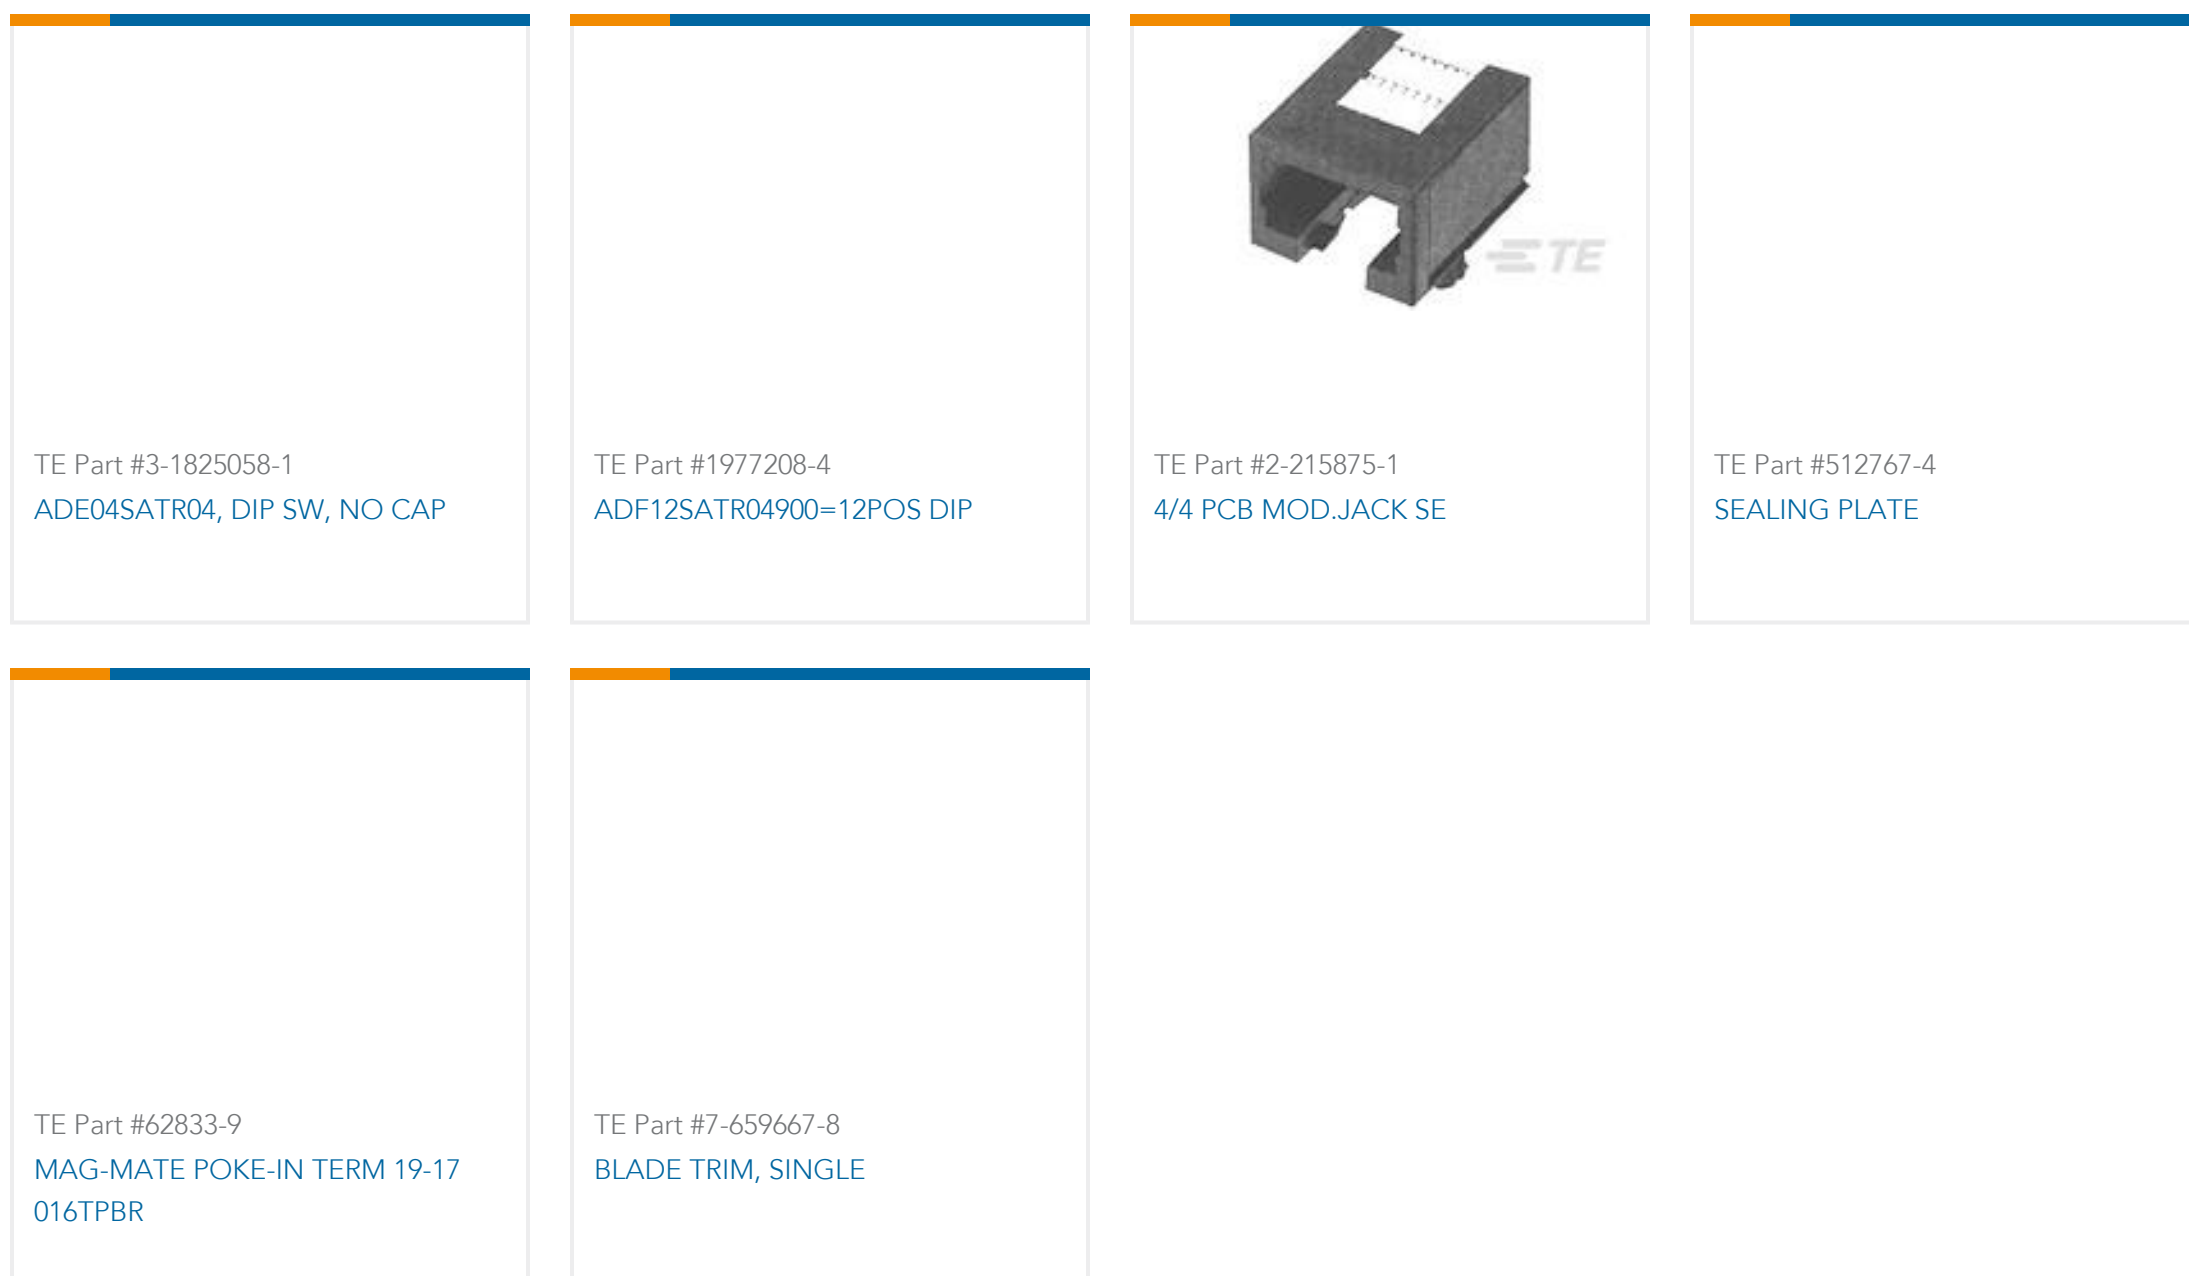 TE
TE Part #3-1825058-1
ADE04SATR04, DIP SW, NO CAP
TE Part #1977208-4
ADF12SATR04900=12POS DIP
TE Part #2-215875-1
4/4 PCB MOD.JACK SE
TE Part #512767-4
SEALING PLATE
TE Part #62833-9
MAG-MATE POKE-IN TERM 19-17
016TPBR
TE Part #7-659667-8
BLADE TRIM, SINGLE